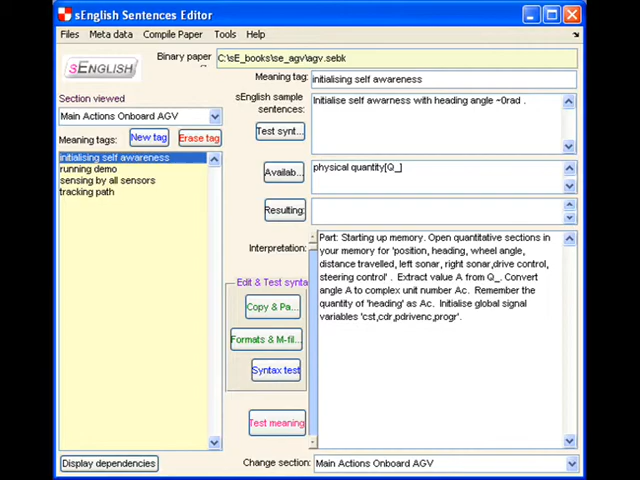 sEnglish Sentences Editor
Files Meta data Compile Paper Tools Help
sENGLISH
Binary paper
C:\sE_books\se_agv\agv.sebk
Meaning tag:
initialising self awareness
Section viewed
Main Actions Onboard AGV
Meaning tags:
New tag
Erase tag
initialising self awareness
running demo
sensing by all sensors
tracking path
sEnglish sample
sentences:
Initialise self awarness with heading angle ~0rad .
Test synt...
Availab...
physical quantity[Q_]
Resulting:
Interpretation:
Part: Starting up memory. Open quantitative sections in
your memory for 'position, heading, wheel angle,
distance travelled, left sonar, right sonar,drive control,
steering control' . Extract value A from Q_. Convert
angle A to complex unit number Ac. Remember the
quantity of 'heading' as Ac. Initialise global signal
variables 'cst,cdr,pdrivenc,progr'.
Edit & Test synta
Copy & Pa...
Formats & M-fil...
Syntax test
Test meaning
Display dependencies
Change section:
Main Actions Onboard AGV